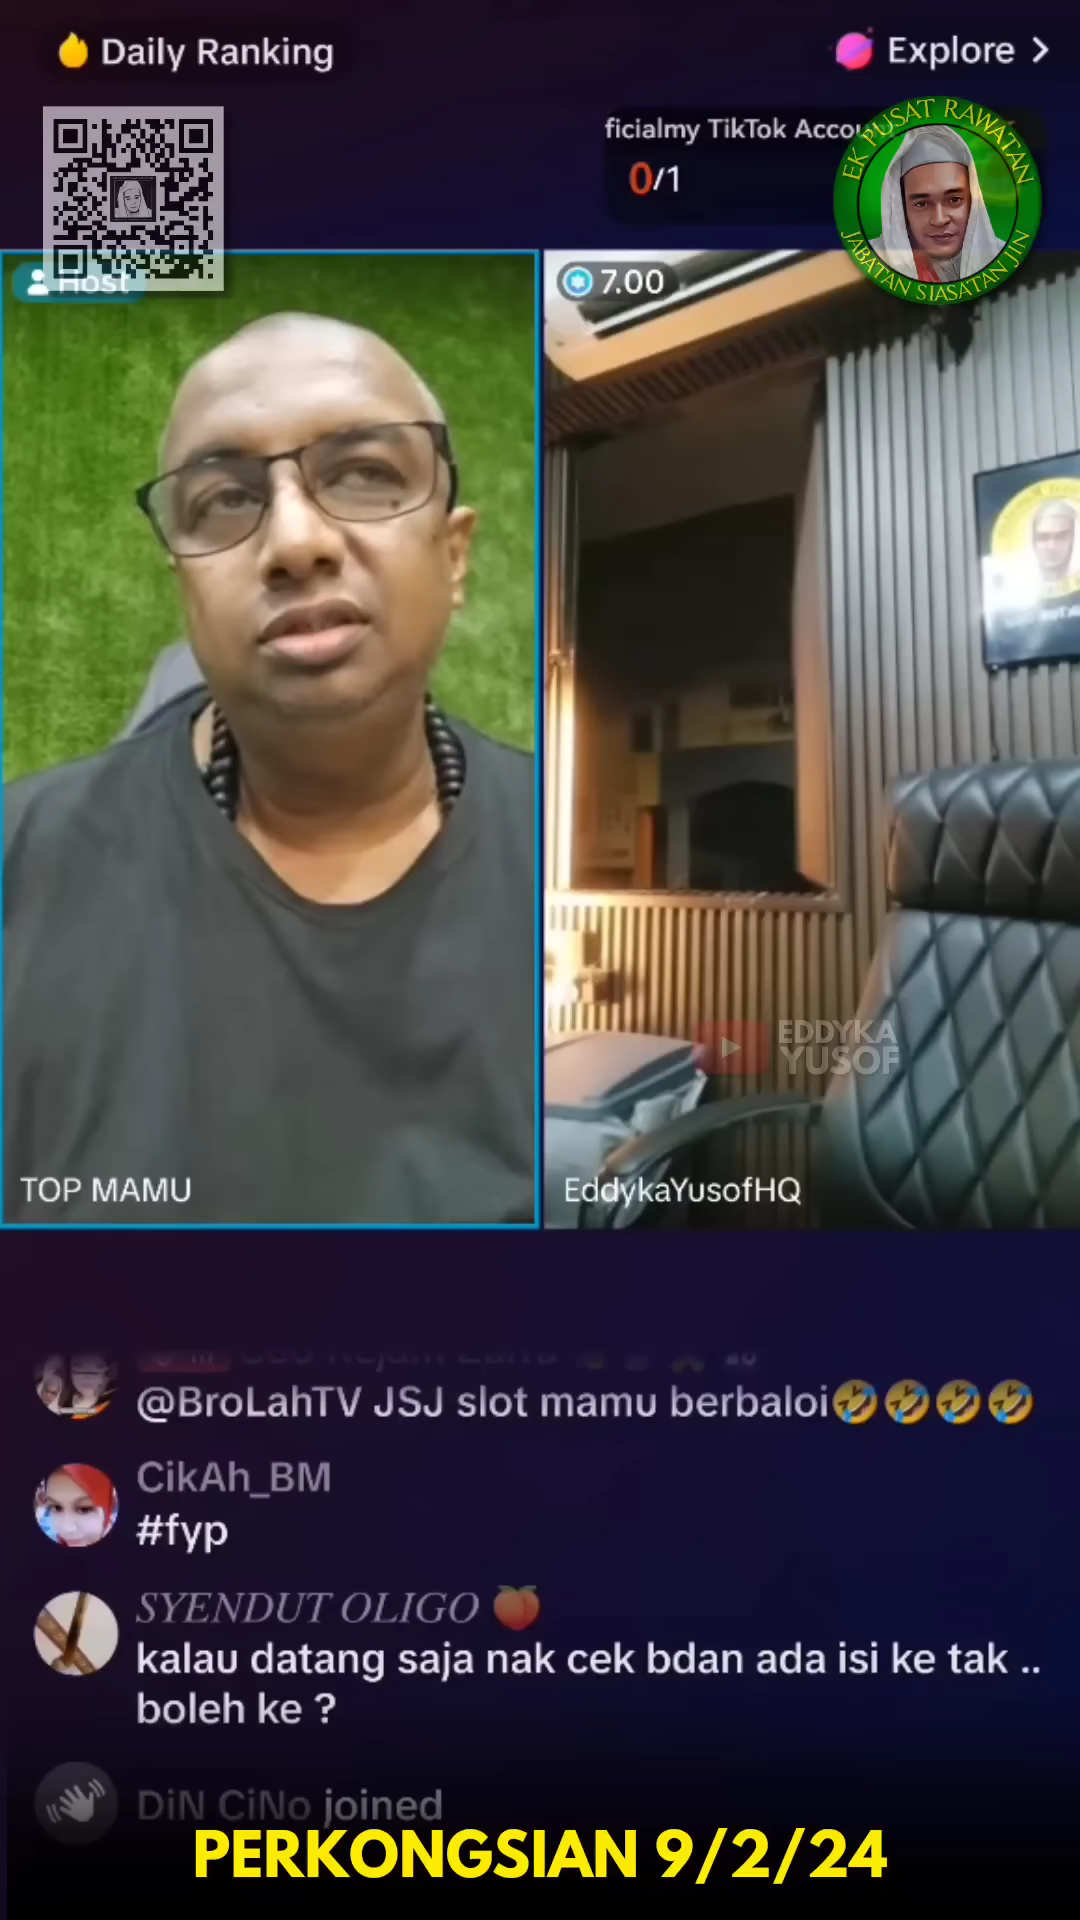 Daily Ranking
Explore
ficialmy TikTok Accou
0/1
EK PUSAT RAWATAN
JABATAN SIASATAN JIN
Host
7.00
EDDYKA
YUSOF
TOP MAMU
EddykaYusofHQ
@BroLahTV JSJ slot mamu berbaloi🤣🤣🤣🤣
CikAh_BM
#fyp
SYENDUT OLIGO 🍑
kalau datang saja nak cek bdan ada isi ke tak ..
boleh ke ?
DiN CiNo joined
PERKONGSIAN 9/2/24